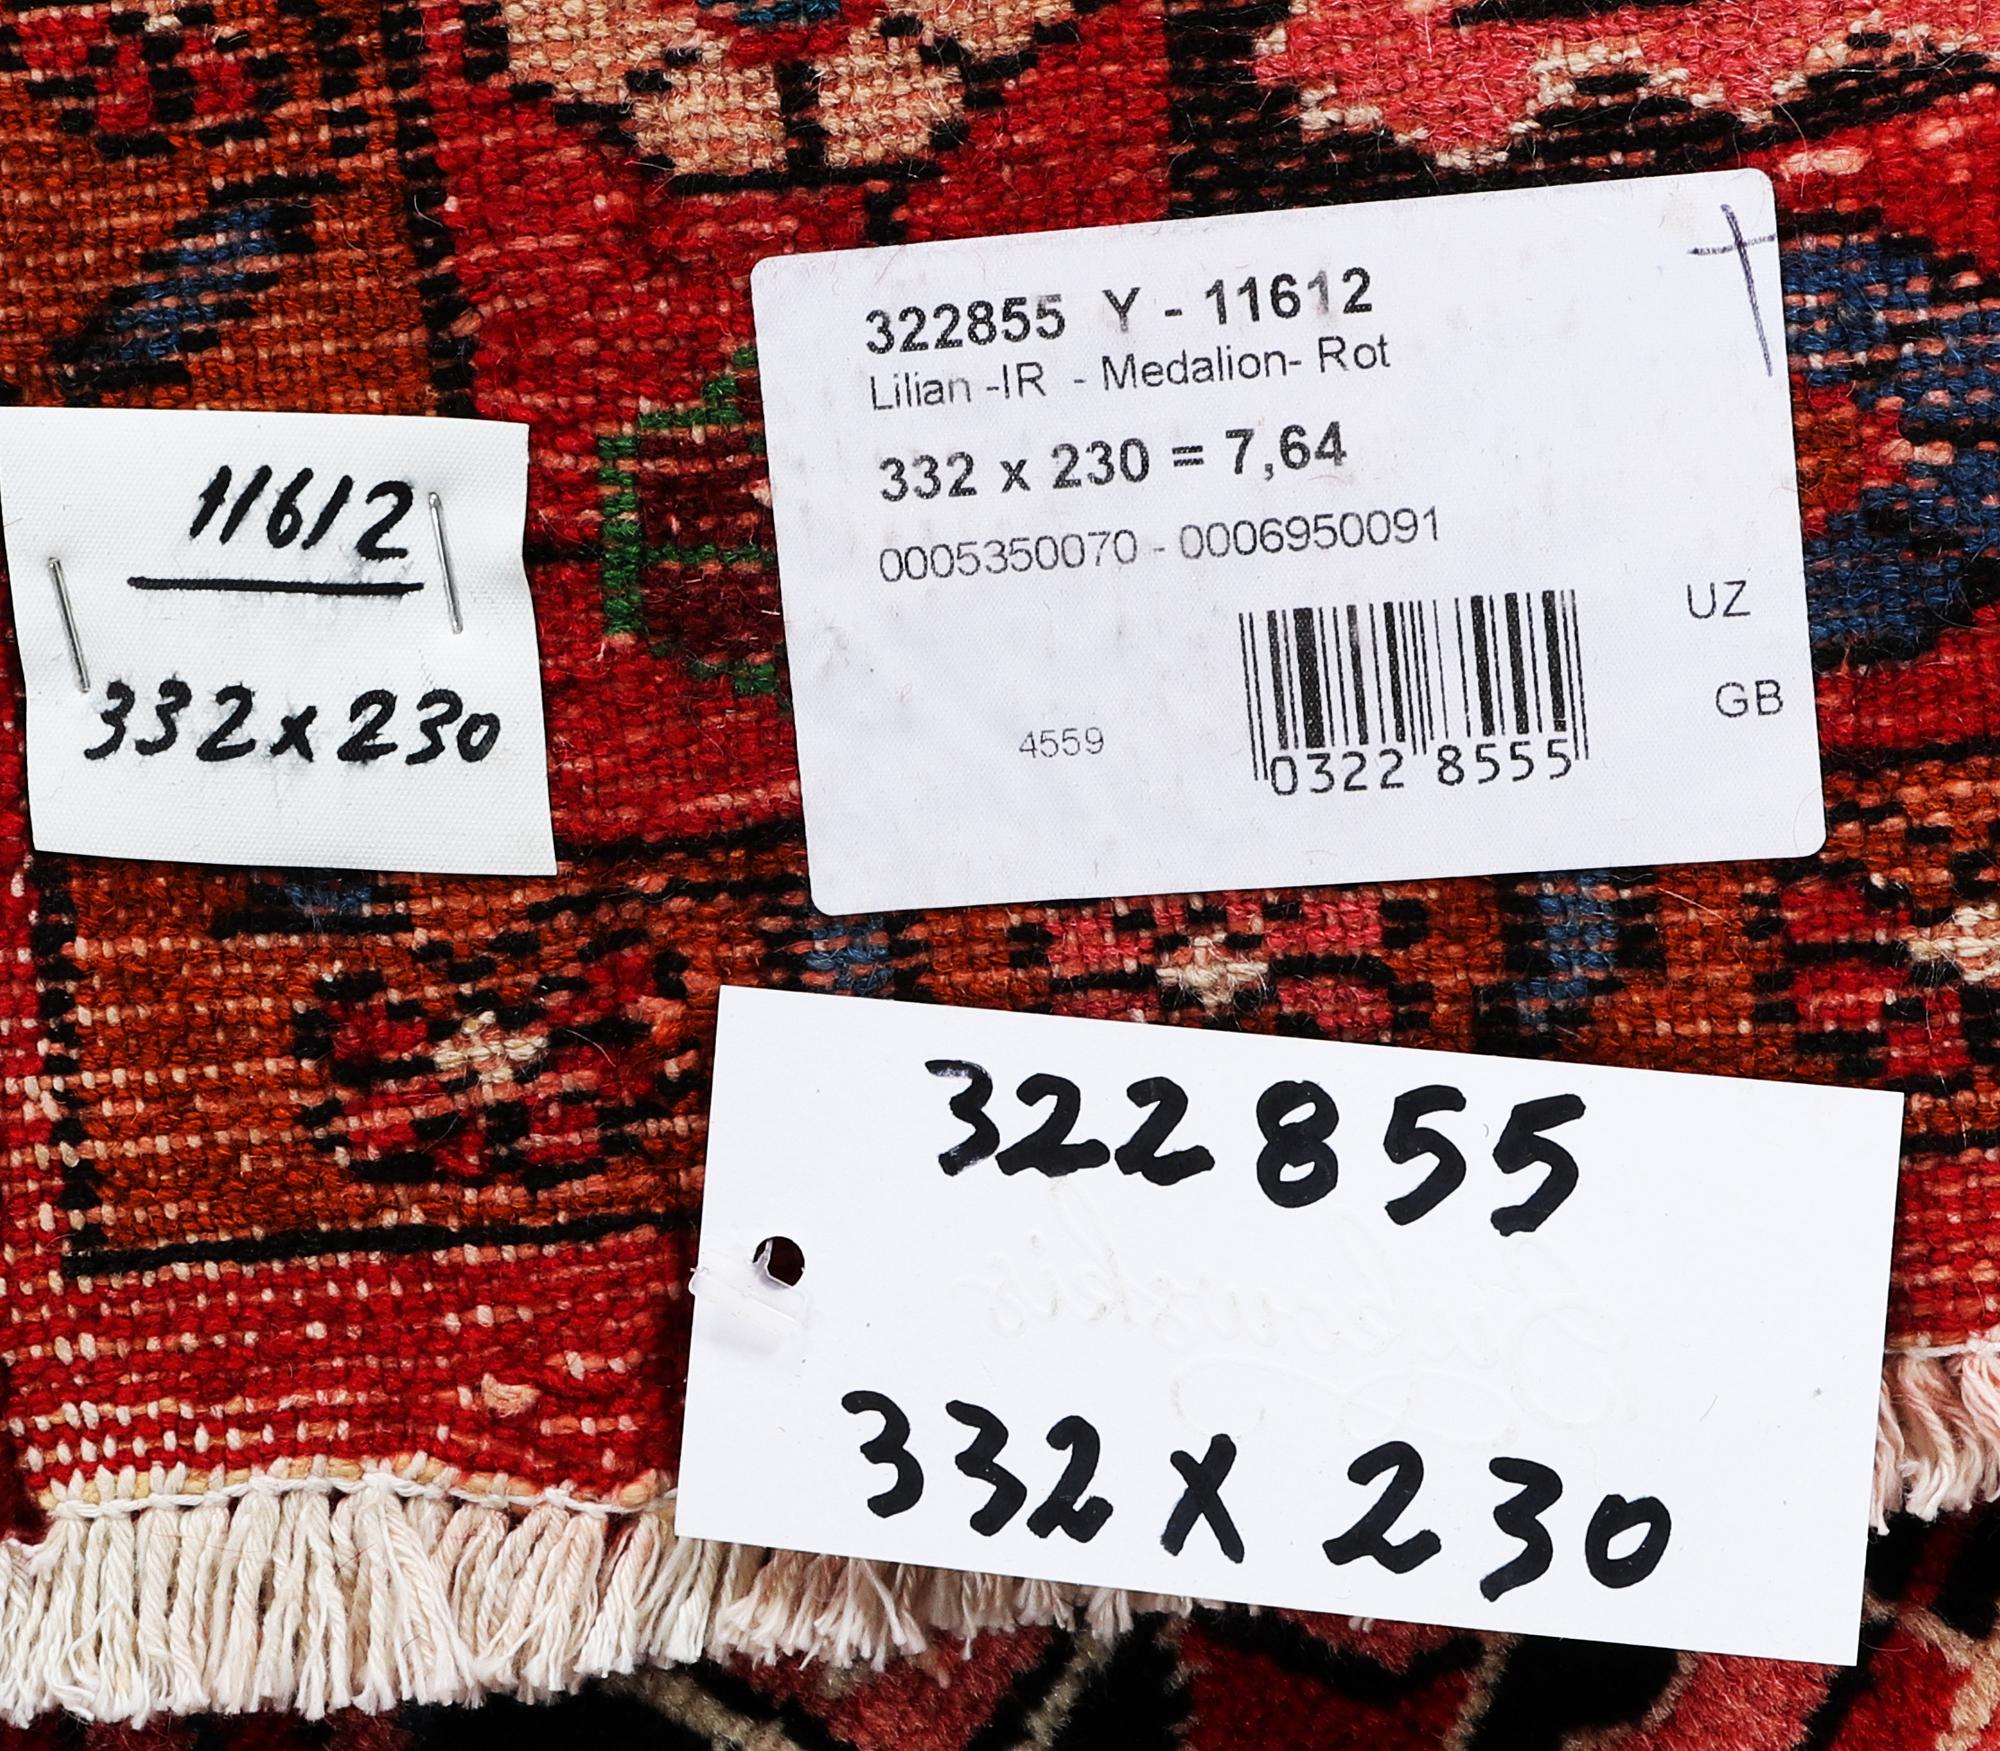 322855 Y - 11612
Lilian -IR - Medalion- Rot
332 x 230 = 7,64
0005350070 - 0006950091
UZ
GB
4559
0322 8555
11612
332x230
322855
332 x 230